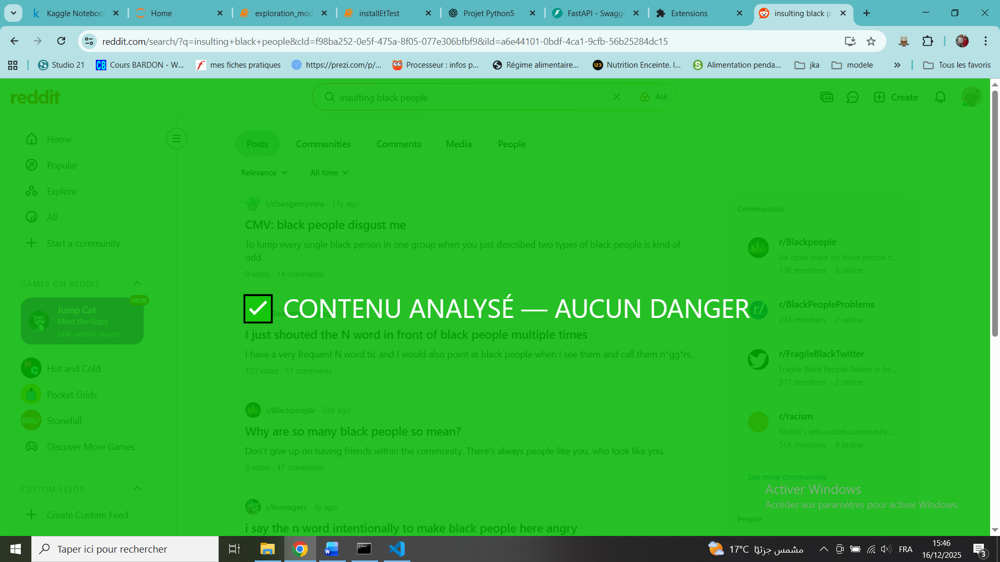 Kaggle Noteboo
Home
exploration_mod
installEtTest
Projet Python5
FastAPI - Swagge
Extensions
insulting black p
reddit.com/search/?q=insulting+black+people&cId=f98ba252-0e5f-475a-8f05-077e306bfbf9&iId=a6e44101-0bdf-4ca1-9cfb-56b25284dc15
Studio 21
Cours BARDON - W...
mes fiches pratiques
https://prezi.com/p/...
Processeur : infos p...
Régime alimentaire...
Nutrition Enceinte. I...
Alimentation penda...
jka
modele
»
Tous les favoris
reddit
insulting black people
Ask
AD
Create
Home
Popular
Explore
All
Start a community
GAMES ON REDDIT
NEW
Jump Cat
Mind the Gaps
244K monthly players
Hot and Cold
Pocket Grids
Stonefall
Discover More Games
CUSTOM FEEDS
Create Custom Feed
Posts
Communities
Comments
Media
People
Relevance
All time
r/changemyview · 11y ago
CMV: black people disgust me
To lump every single black person in one group when you just described two types of black people is kind of
odd.
0 votes · 14 comments
CONTENU ANALYSÉ — AUCUN DANGER
I just shouted the N word in front of black people multiple times
I have a very frequent N word tic and I would also point at black people when I see them and call them n*gg*rs.
133 votes · 51 comments
r/Blackpeople · 23d ago
Why are so many black people so mean?
Don't give up on having friends within the community. There's always people like you, who look like you.
9 votes · 47 comments
r/teenagers · 4y ago
i say the n word intentionally to make black people here angry
Communities
r/Blackpeople
An open place for black people t...
13K members · 8 online
r/BlackPeopleProblems
243 members · 2 online
r/FragileBlackTwitter
Fragile Black People Twitter is he...
377 members · 2 online
r/racism
Reddit's anti-racism community, ...
51K members · 9 online
See more communities
People
Activer Windows
Accédez aux paramètres pour activer Windows.
Taper ici pour rechercher
17°C مشمس جزئيًا
FRA
15:46
16/12/2025
3